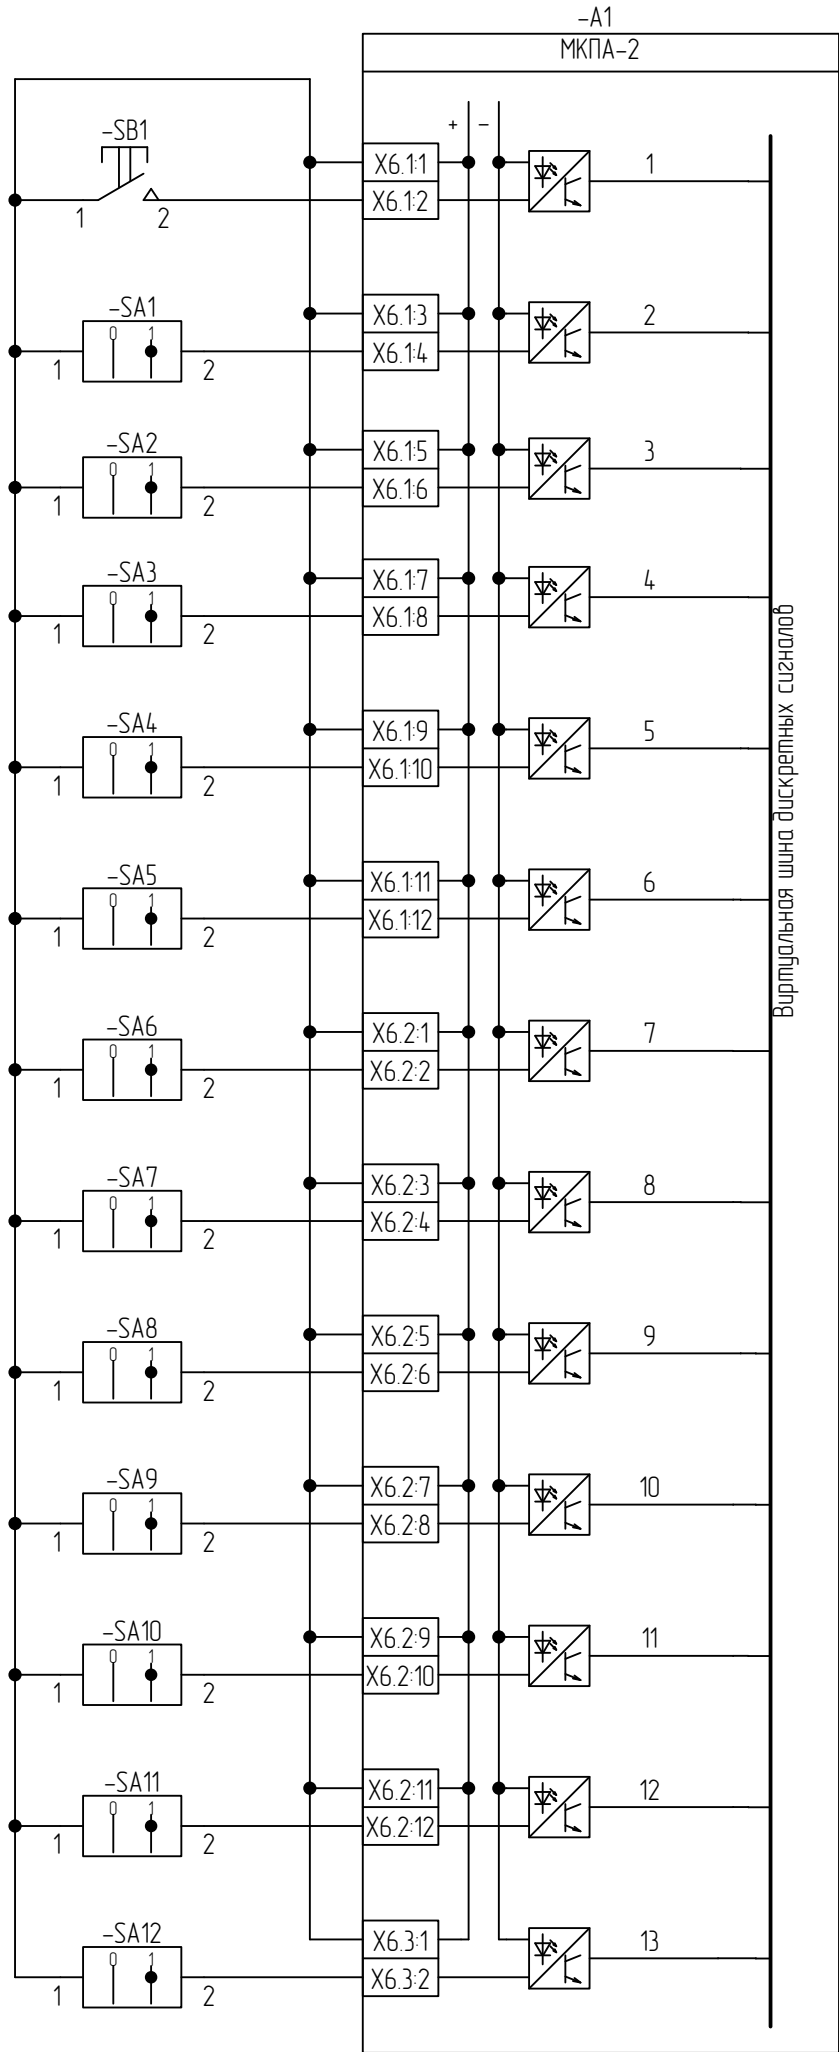 -A1
МКПА-2
+ -
-SB1
X6.1:1
1
X6.1:2
1 2
-SA1
0 1
X6.1:3
2
X6.1:4
1 2
-SA2
0 1
X6.1:5
3
X6.1:6
1 2
-SA3
0 1
X6.1:7
4
X6.1:8
1 2
-SA4
0 1
X6.1:9
5
X6.1:10
1 2
-SA5
0 1
X6.1:11
6
X6.1:12
1 2
-SA6
0 1
X6.2:1
7
X6.2:2
1 2
-SA7
0 1
X6.2:3
8
X6.2:4
1 2
-SA8
0 1
X6.2:5
9
X6.2:6
1 2
-SA9
0 1
X6.2:7
10
X6.2:8
1 2
-SA10
0 1
X6.2:9
11
X6.2:10
1 2
-SA11
0 1
X6.2:11
12
X6.2:12
1 2
-SA12
0 1
X6.3:1
13
X6.3:2
1 2
Виртуальная шина дискретных сигналов